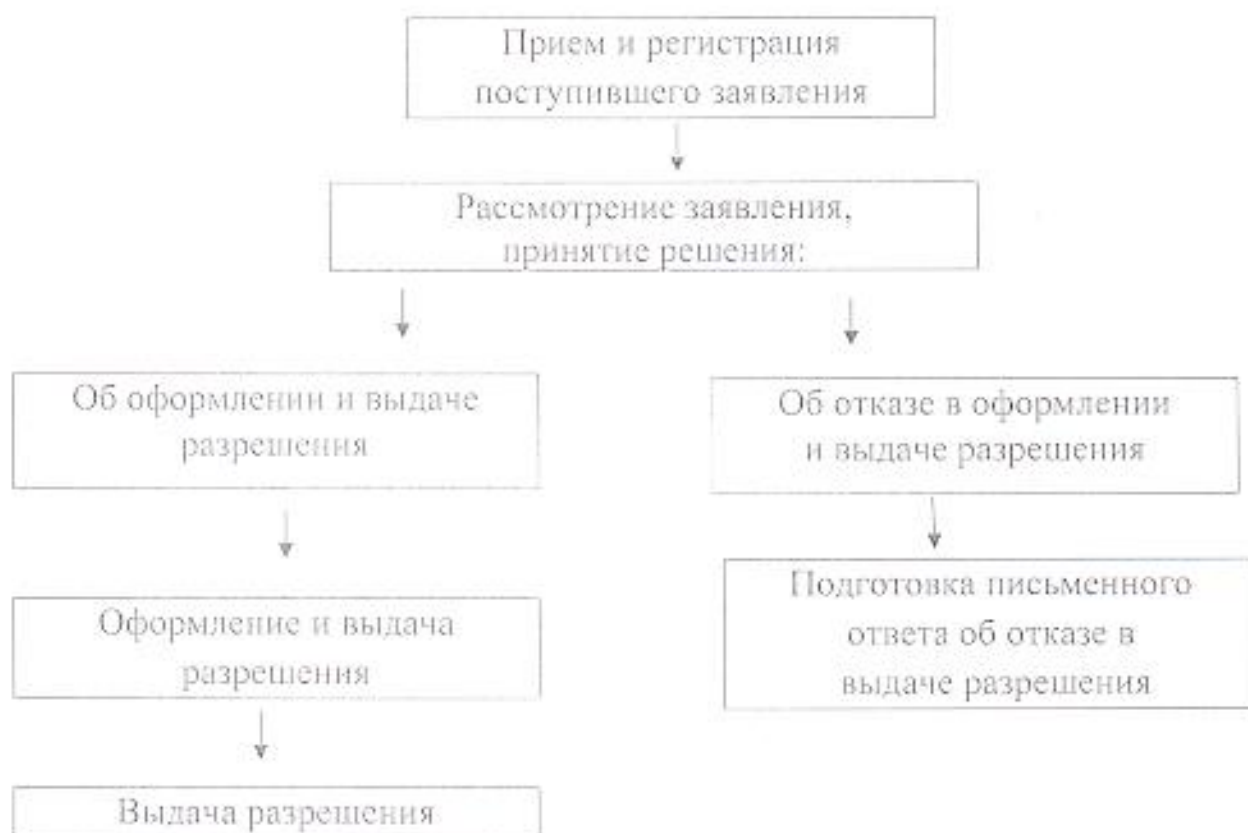 Прием и регистрация
поступившего заявления
Рассмотрение заявления,
принятие решения:
Об оформлении и выдаче
разрешения
Об отказе в оформлении
и выдаче разрешения
Оформление и выдача
разрешения
Подготовка письменного
ответа об отказе в
выдаче разрешения
Выдача разрешения